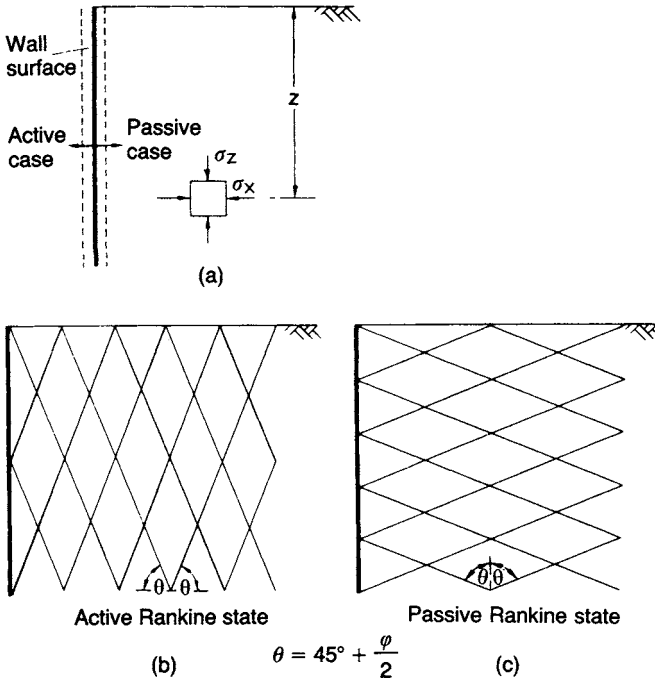 Wall
surface
Active
case
Passive
case
z
σz
σx
(a)
θ θ
θ θ
Active Rankine state
Passive Rankine state
(b)
θ = 45° + φ/2
(c)